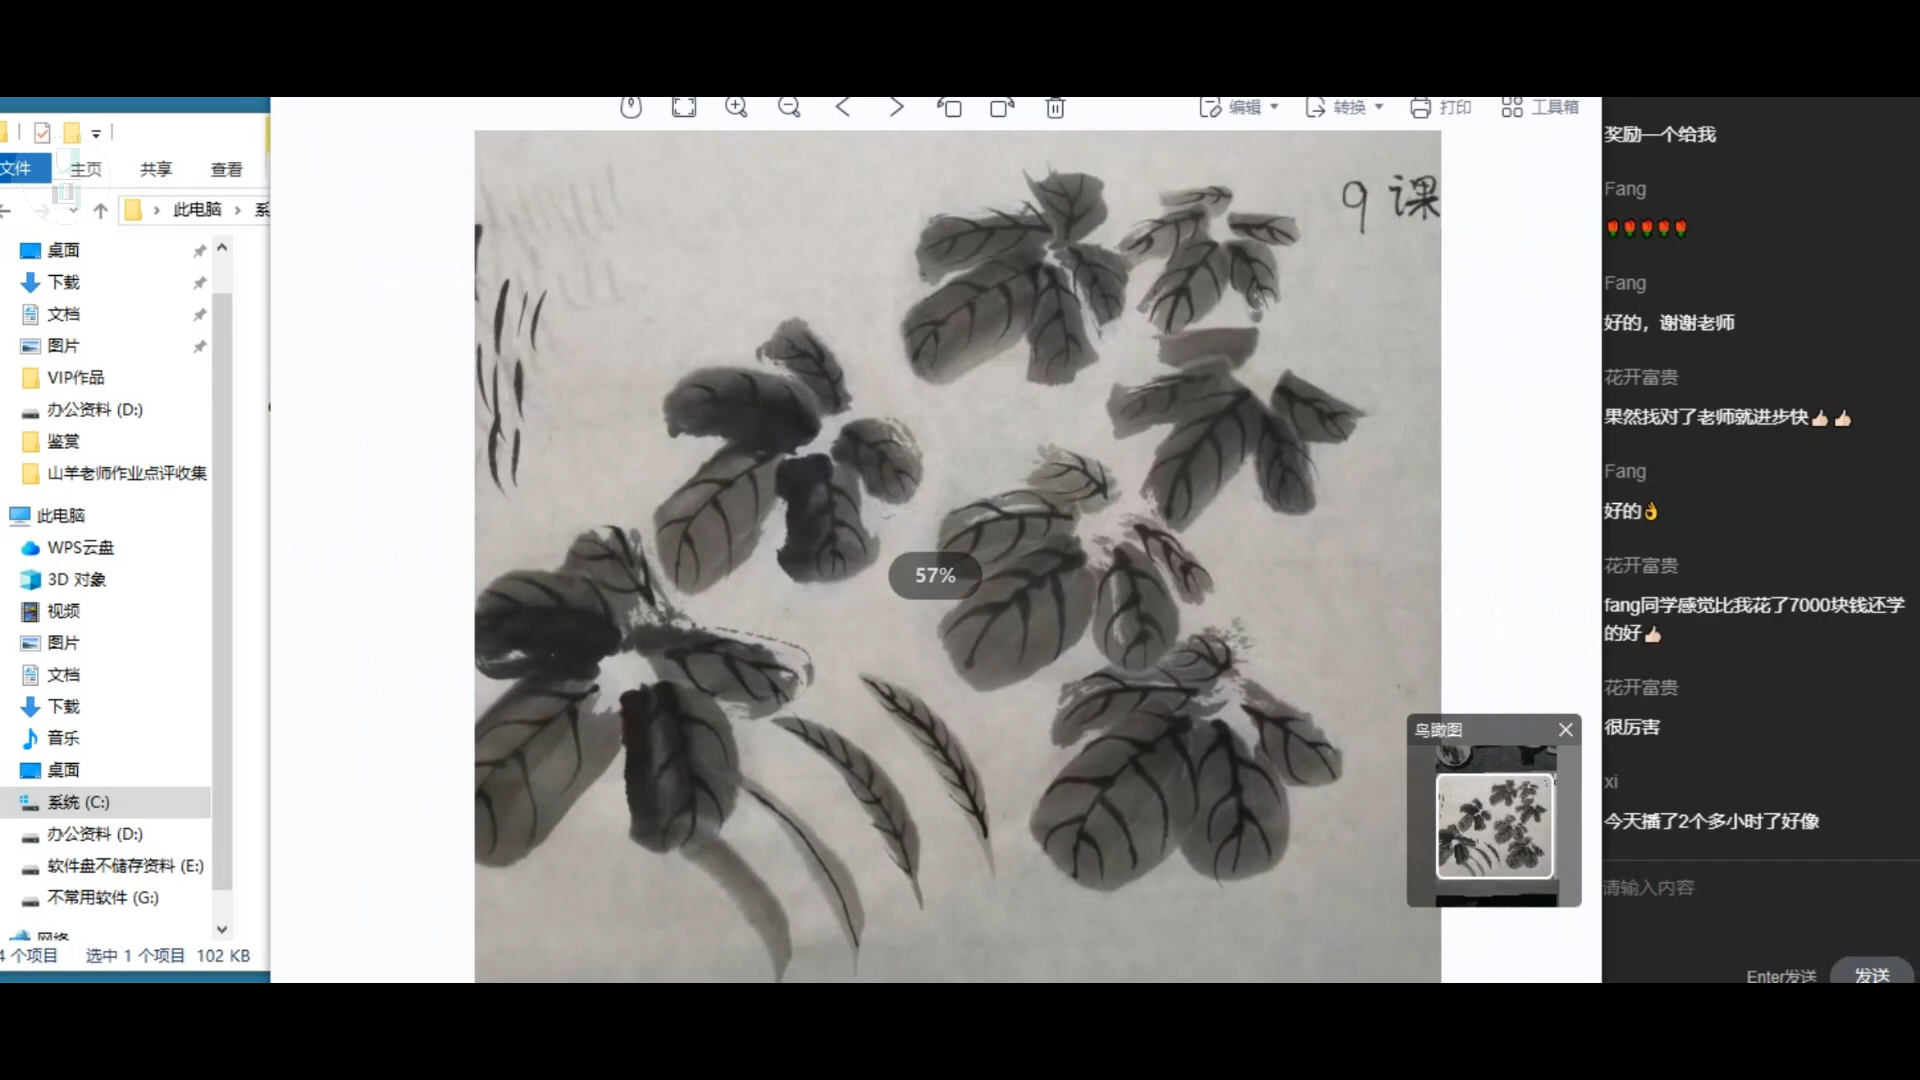 文件
主页
共享
查看
此电脑
系
桌面
下载
文档
图片
VIP作品
办公资料 (D:)
鉴赏
山羊老师作业点评收集
此电脑
WPS云盘
3D 对象
视频
图片
文档
下载
音乐
桌面
系统 (C:)
办公资料 (D:)
软件盘不储存资料 (E:)
不常用软件 (G:)
网络
4 个项目 选中 1 个项目 102 KB
编辑
转换
打印
工具箱
9 课
57%
鸟瞰图
奖励一个给我
Fang
🌹🌹🌹🌹🌹
Fang
好的，谢谢老师
花开富贵
果然找对了老师就进步快👍🏻👍🏻
Fang
好的👌
花开富贵
fang同学感觉比我花了7000块钱还学
的好👍🏻
花开富贵
很厉害
xi
今天播了2个多小时了好像
请输入内容
Enter发送
发送